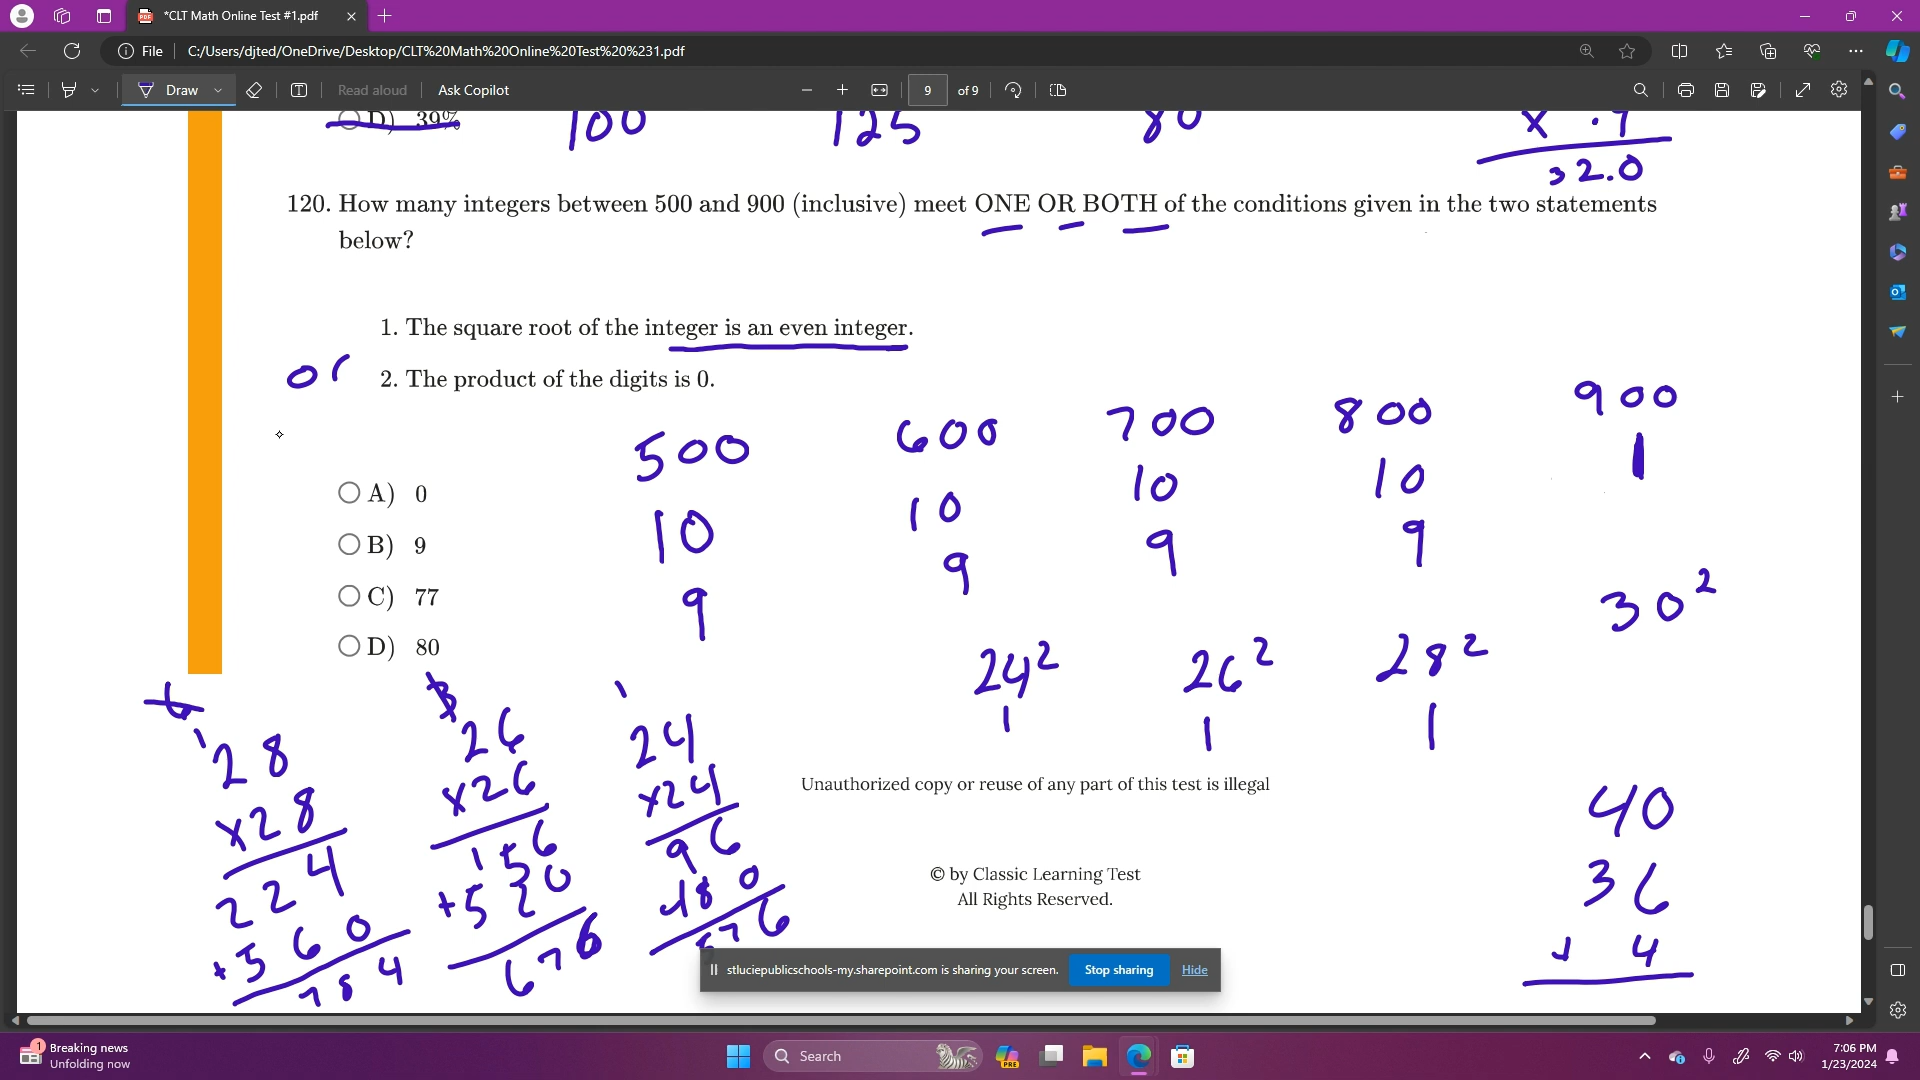 *CLT Math Online Test #1.pdf
File C:/Users/djted/OneDrive/Desktop/CLT%20Math%20Online%20Test%20%231.pdf
Draw Read aloud Ask Copilot 9 of 9
D) 39% 100 125 80 x .4
32.0
120. How many integers between 500 and 900 (inclusive) meet ONE OR BOTH of the conditions given in the two statements
below?
1. The square root of the integer is an even integer.
or 2. The product of the digits is 0.
500 600 700 800 900
10 10 10 10 1
9 9 9 9
A) 0
B) 9
C) 77
D) 80
24² 26² 28² 30²
1 1 1
28 26 24
x28 x26 x24
224 156 96
+560 +520 +480
784 676 576
Unauthorized copy or reuse of any part of this test is illegal
© by Classic Learning Test
All Rights Reserved.
40
36
+ 4
stluciepublicschools-my.sharepoint.com is sharing your screen. Stop sharing Hide
1 Breaking news
Unfolding now
Search
PRE
7:06 PM
1/23/2024